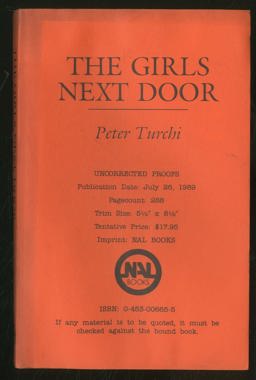 THE GIRLS
NEXT DOOR
Peter Turchi
UNCORRECTED PROOFS
Publication Date: July 26, 1989
Pagecount: 288
Trim Size: 5½" x 8¼"
Tentative Price: $17.95
Imprint: NAL BOOKS
NAL
BOOKS
ISBN: 0-453-00665-5
If any material is to be quoted, it must be
checked against the bound book.